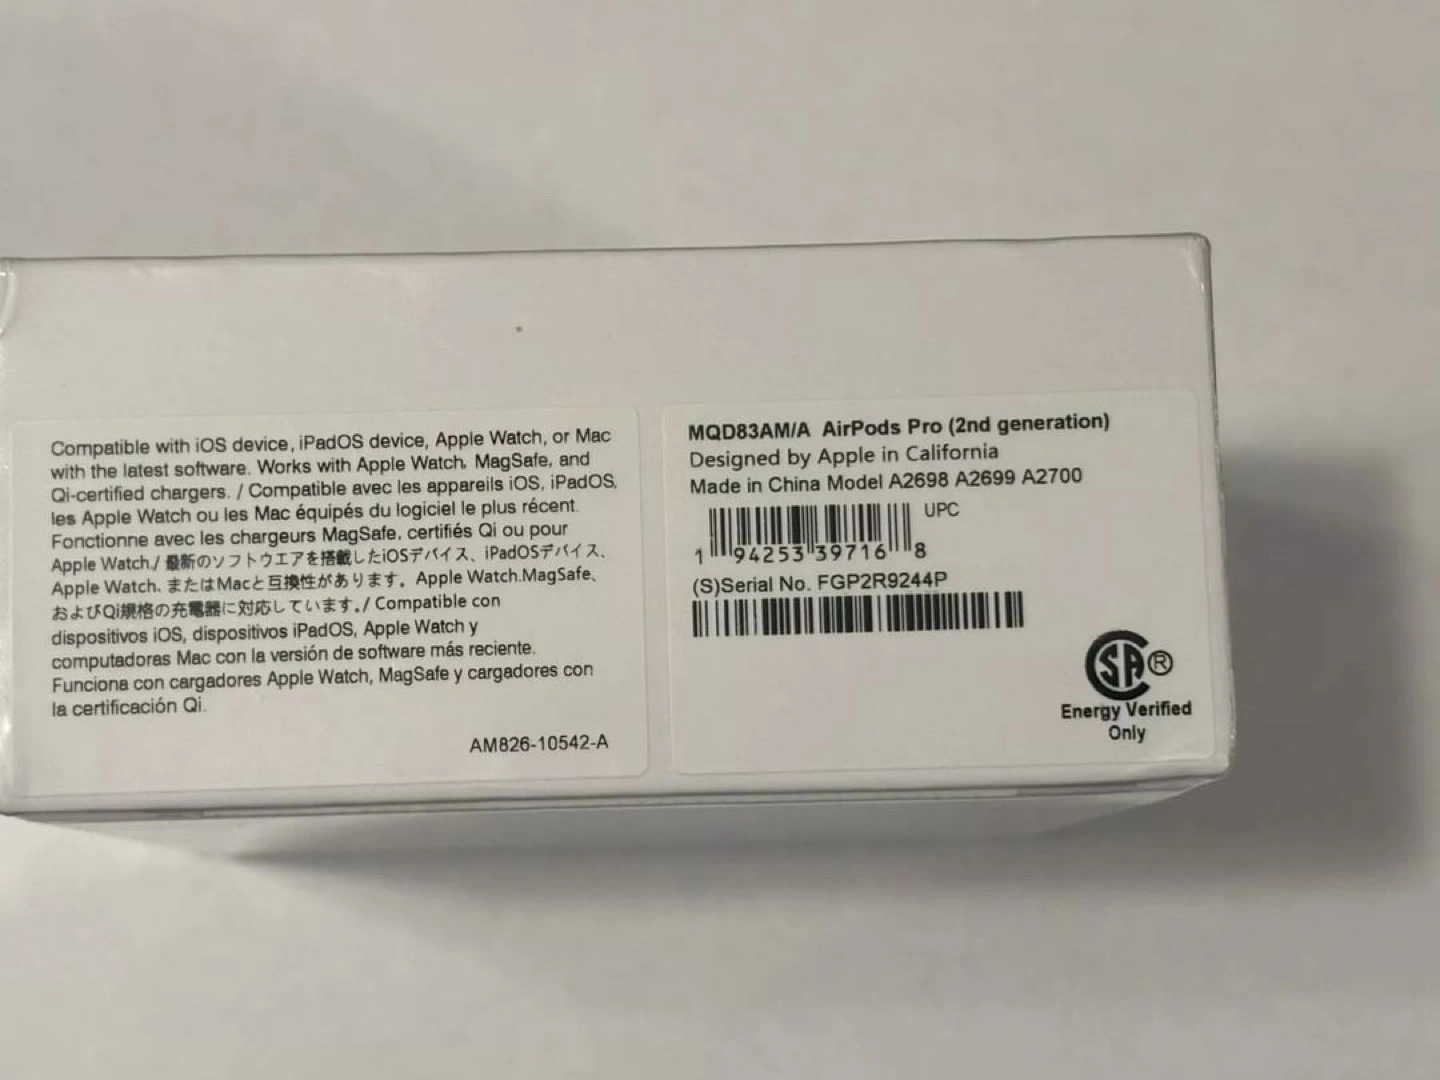 Compatible with iOS device, iPadOS device, Apple Watch, or Mac
with the latest software. Works with Apple Watch, MagSafe, and
Qi-certified chargers. / Compatible avec les appareils iOS, iPadOS,
les Apple Watch ou les Mac équipés du logiciel le plus récent.
Fonctionne avec les chargeurs MagSafe, certifiés Qi ou pour
Apple Watch./ 最新のソフトウエアを搭載したiOSデバイス、iPadOSデバイス、
Apple Watch、またはMacと互換性があります。Apple Watch.MagSafe、
およびQi規格の充電器に対応しています。/ Compatible con
dispositivos iOS, dispositivos iPadOS, Apple Watch y
computadoras Mac con la versión de software más reciente.
Funciona con cargadores Apple Watch, MagSafe y cargadores con
la certificación Qi.
AM826-10542-A
MQD83AM/A AirPods Pro (2nd generation)
Designed by Apple in California
Made in China Model A2698 A2699 A2700
UPC
1 94253 39716 8
(S)Serial No. FGP2R9244P
SA®
Energy Verified
Only